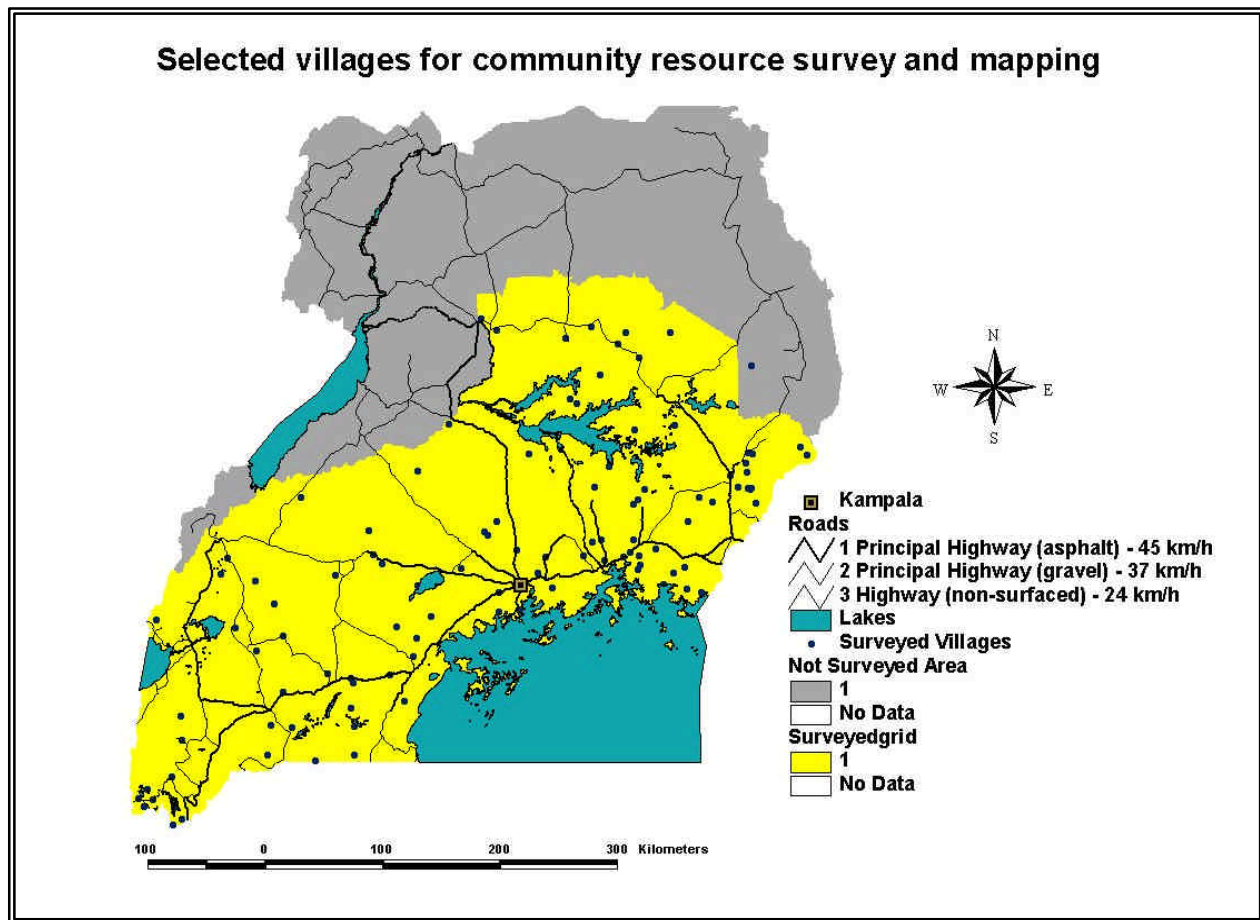 Selected villages for community resource survey and mapping
N
W E
S
Kampala
Roads
1 Principal Highway (asphalt) - 45 km/h
2 Principal Highway (gravel) - 37 km/h
3 Highway (non-surfaced) - 24 km/h
Lakes
Surveyed Villages
Not Surveyed Area
1
No Data
Surveyedgrid
1
No Data
100 0 100 200 300 Kilometers